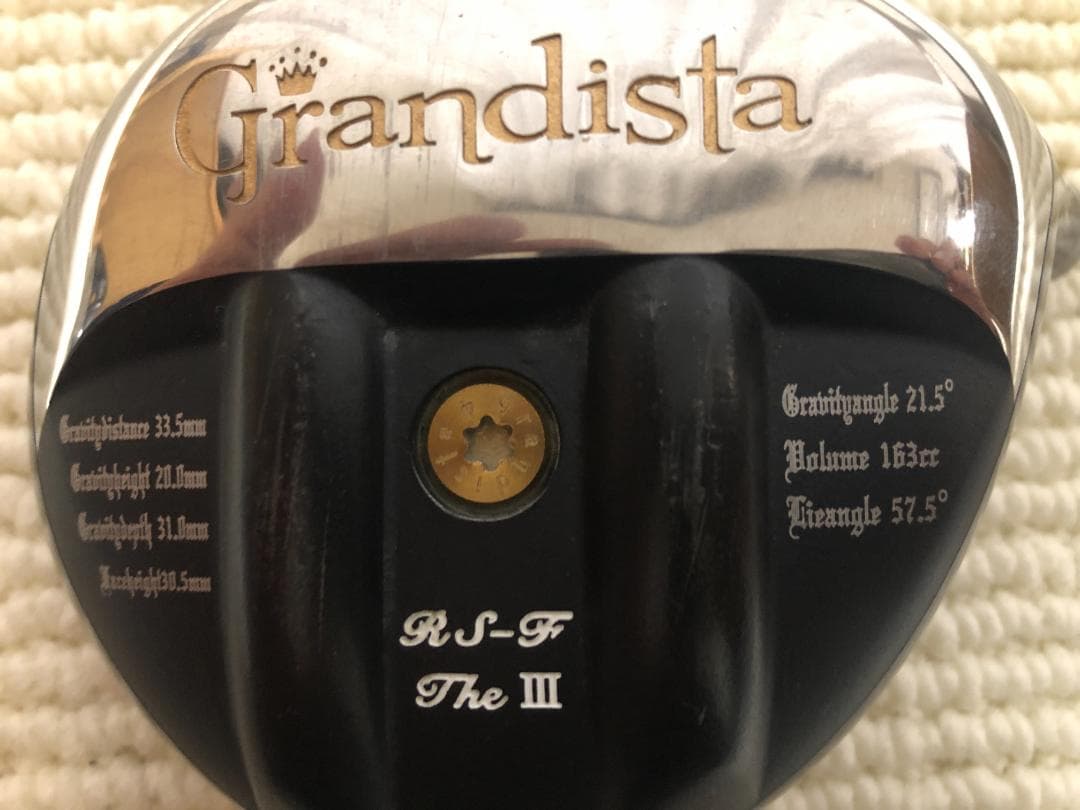 Grandista
Gravitydistance 33.5mm
Gravityheight 20.0mm
Gravitydepth 31.0mm
Faceheight30.5mm
Gravityangle 21.5°
Volume 163cc
Lieangle 57.5°
RS-F
The III